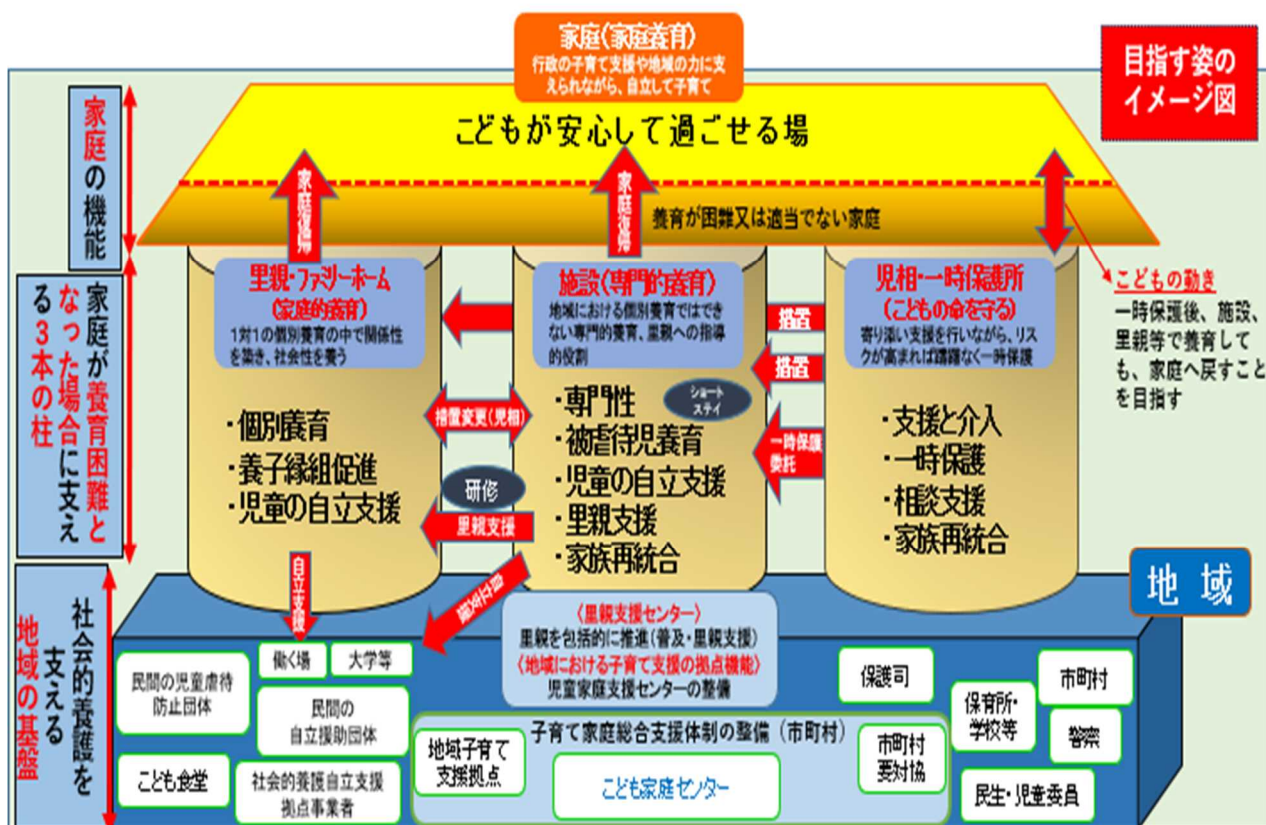 家庭(家庭養育)
行政の子育て支援や地域の力に支
えられながら、自立して子育て
目指す姿の
イメージ図
家庭の機能
こどもが安心して過ごせる場
家庭復帰
家庭復帰
養育が困難又は適当でない家庭
家庭が養育困難と
なった場合に支え
る3本の柱
里親・ファミリーホーム
(家庭的養育)
1対1の個別養育の中で関係性
を築き、社会性を養う
・個別養育
・養子縁組促進
・児童の自立支援
施設(専門的養育)
地域における個別養育ではでき
ない専門的養育、里親への指導
的役割
・専門性
ショート
ステイ
・被虐待児養育
・児童の自立支援
・里親支援
・家族再統合
児相・一時保護所
(こどもの命を守る)
寄り添い支援を行いながら、リス
クが高まれば躊躇なく一時保護
・支援と介入
・一時保護
・相談支援
・家族再統合
措置
措置
一時保護
委託
措置変更(児相)
研修
里親支援
自立支援
自立支援
こどもの動き
一時保護後、施設、
里親等で養育して
も、家庭へ戻すこと
を目指す
地 域
社会的養護を
支える
地域の基盤
〈里親支援センター〉
里親を包括的に推進(普及・里親支援)
〈地域における子育て支援の拠点機能〉
児童家庭支援センターの整備
働く場
大学等
民間の児童虐待
防止団体
民間の
自立援助団体
こども食堂
社会的養護自立支援
拠点事業者
子育て家庭総合支援体制の整備(市町村)
地域子育て
支援拠点
こども家庭センター
市町村
要対協
保護司
保育所・
学校等
市町村
警察
民生・児童委員